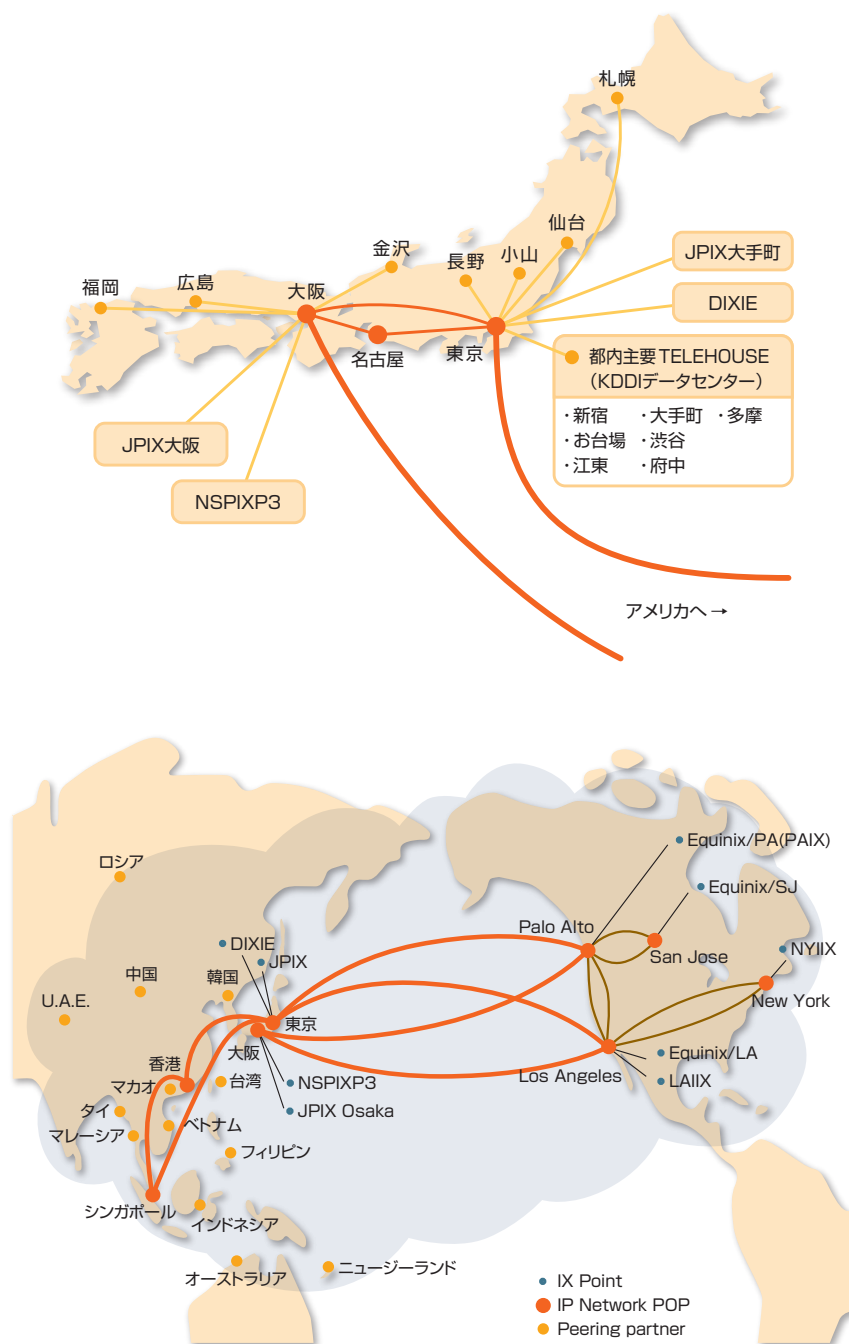 札幌
仙台
金沢
長野
小山
JPIX大手町
福岡
広島
大阪
DIXIE
名古屋
東京
都内主要TELEHOUSE
(KDDIデータセンター)
・新宿 ・大手町 ・多摩
・お台場 ・渋谷
・江東 ・府中
JPIX大阪
NSPIXP3
アメリカへ→
Equinix/PA(PAIX)
ロシア
Equinix/SJ
Palo Alto
DIXIE
San Jose
NYIIX
JPIX
中国
韓国
U.A.E.
New York
東京
大阪
香港
Equinix/LA
Los Angeles
台湾
NSPIXP3
マカオ
LAIIX
タイ
JPIX Osaka
ベトナム
マレーシア
フィリピン
シンガポール
インドネシア
ニュージーランド
オーストラリア
IX Point
IP Network POP
Peering partner